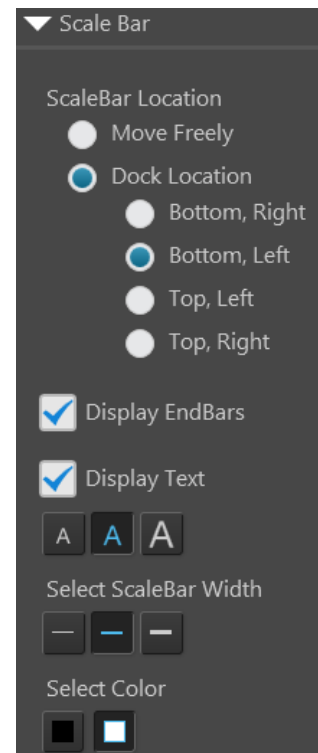 Scale Bar
ScaleBar Location
Move Freely
Dock Location
Bottom, Right
Bottom, Left
Top, Left
Top, Right
Display EndBars
Display Text
A A A
Select ScaleBar Width
Select Color